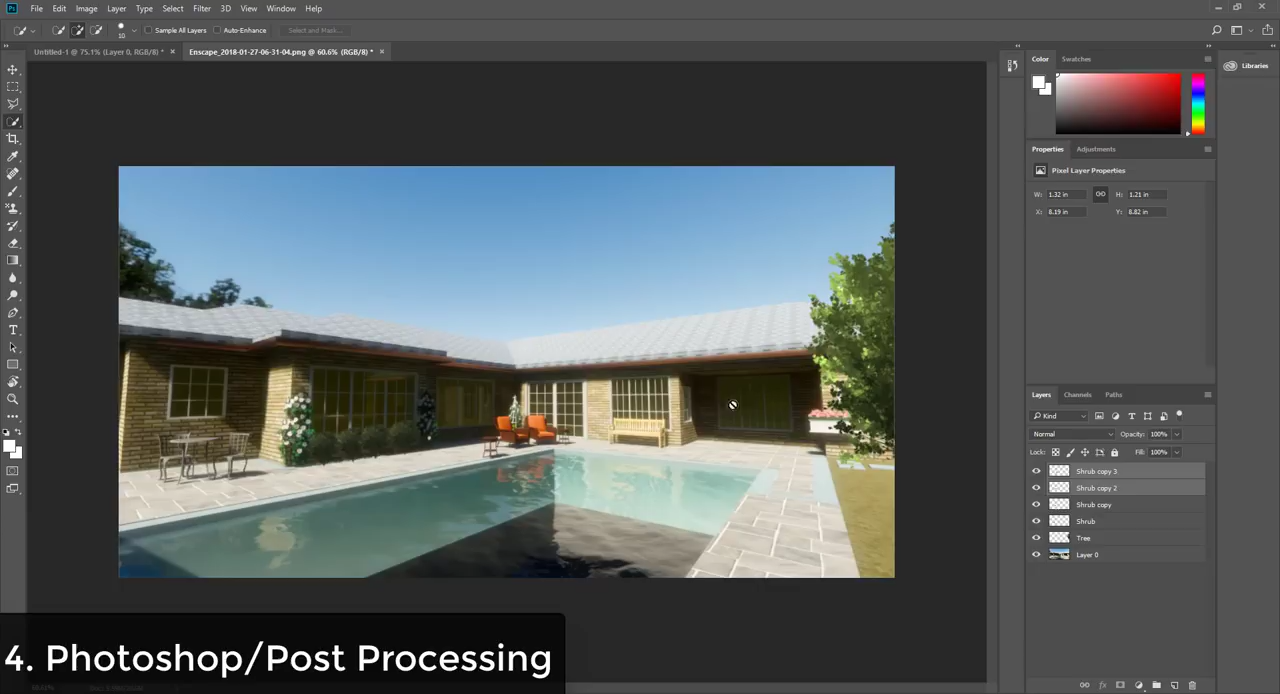 File Edit Image Layer Type Select Filter 3D View Window Help
10 Sample All Layers Auto-Enhance Select and Mask...
Untitled-1 @ 75.1% (Layer 0, RGB/8) * × Enscape_2018-01-27-06-31-04.png @ 60.6% (RGB/8) * ×
Color Swatches
Libraries
Properties Adjustments
Pixel Layer Properties
W: 1.32 in H: 1.21 in
X: 8.19 in Y: 8.82 in
Layers Channels Paths
Kind
Normal Opacity: 100%
Lock: Fill: 100%
Shrub copy 3
Shrub copy 2
Shrub copy
Shrub
Tree
Layer 0
4. Photoshop/Post Processing